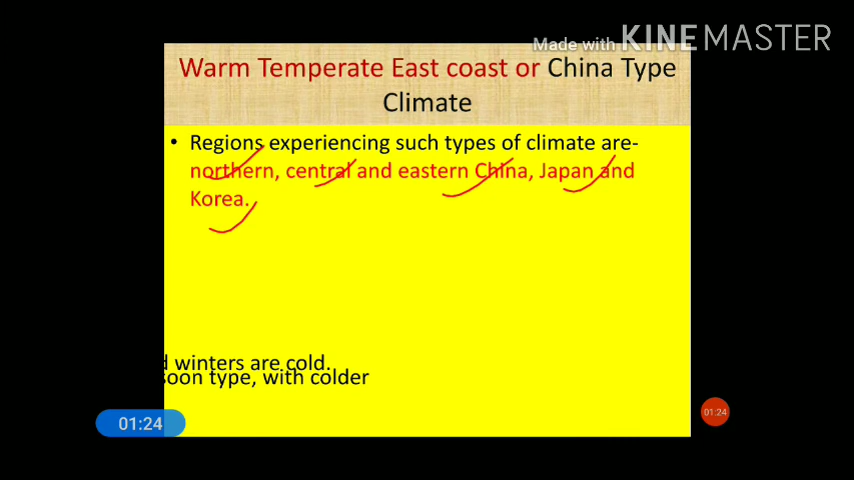 Made with KINEMASTER
Warm Temperate East coast or China Type
Climate
• Regions experiencing such types of climate are-
northern, central and eastern China, Japan and
Korea.
d winters are cold.
soon type, with colder
01:24
01:24